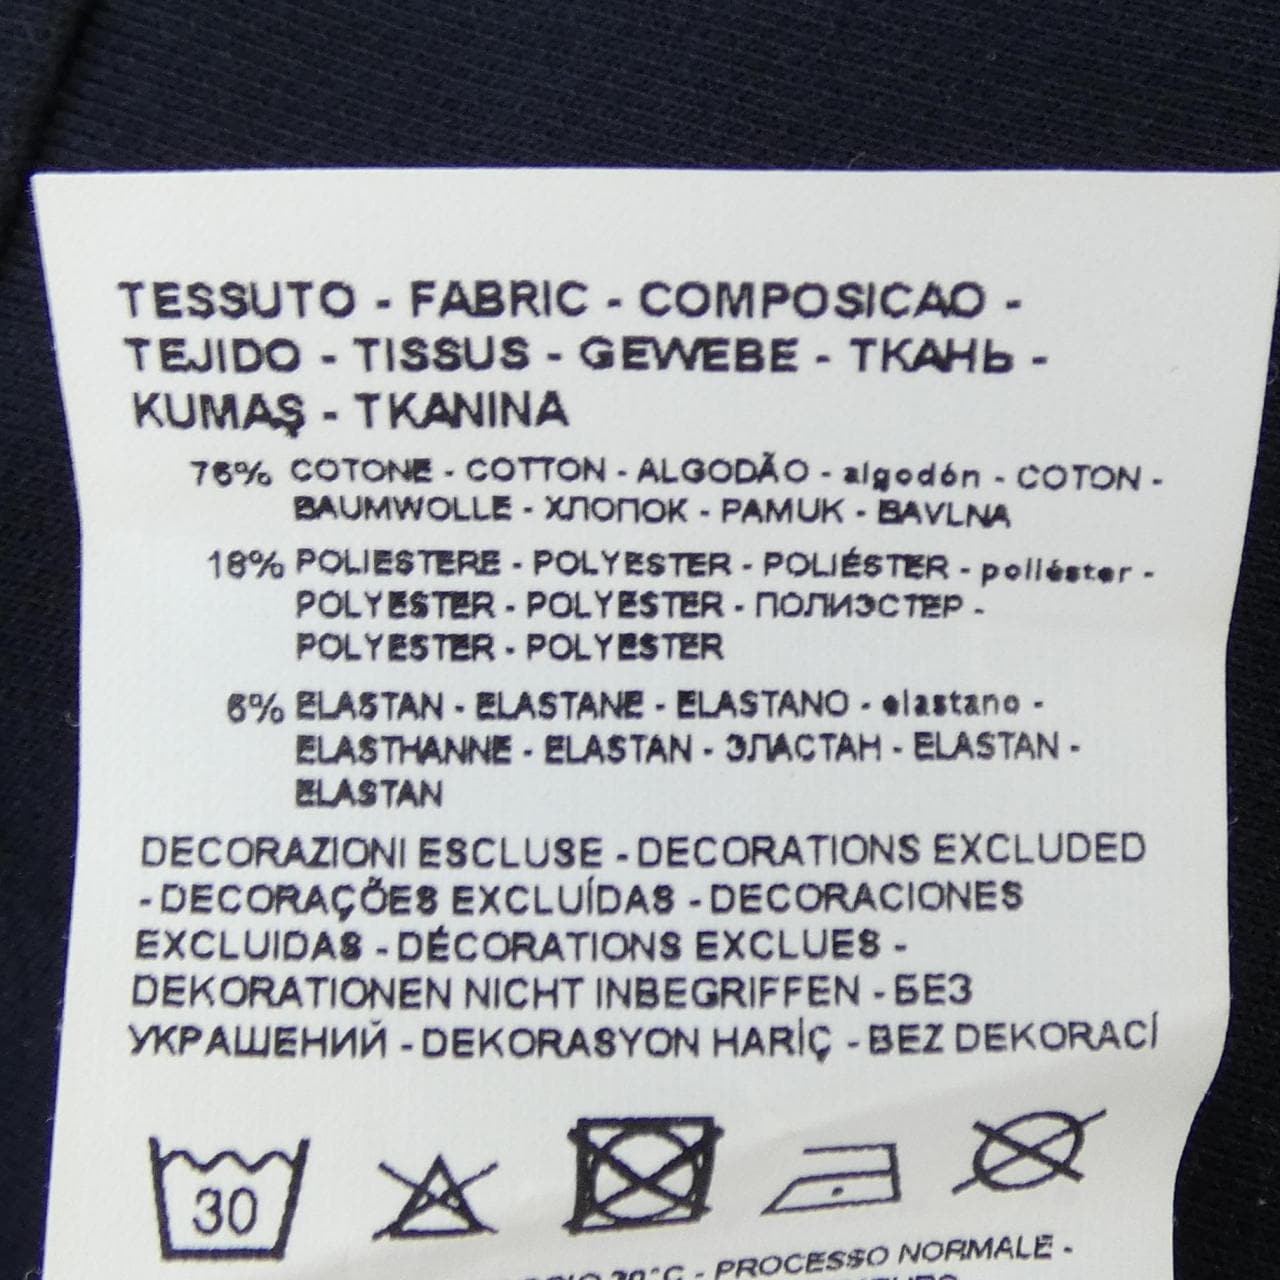 TESSUTO - FABRIC - COMPOSICAO -
TEJIDO - TISSUS - GEWEBE - ТКАНЬ -
KUMAŞ - TKANINA
76% COTONE - COTTON - ALGODÃO - algodón - COTON -
BAUMWOLLE - ХЛОПОК - PAMUK - BAVLNA
18% POLIESTERE - POLYESTER - POLIÉSTER - poliéster -
POLYESTER - POLYESTER - ПОЛИЭСТЕР -
POLYESTER - POLYESTER
6% ELASTAN - ELASTANE - ELASTANO - elastano -
ELASTHANNE - ELASTAN - ЭЛАСТАН - ELASTAN -
ELASTAN
DECORAZIONI ESCLUSE - DECORATIONS EXCLUDED
- DECORAÇÕES EXCLUÍDAS - DECORACIONES
EXCLUIDAS - DÉCORATIONS EXCLUES -
DEKORATIONEN NICHT INBEGRIFFEN - БЕЗ
УКРАШЕНИЙ - DEKORASYON HARİÇ - BEZ DEKORACÍ
30
30°C - PROCESSO NORMALE -